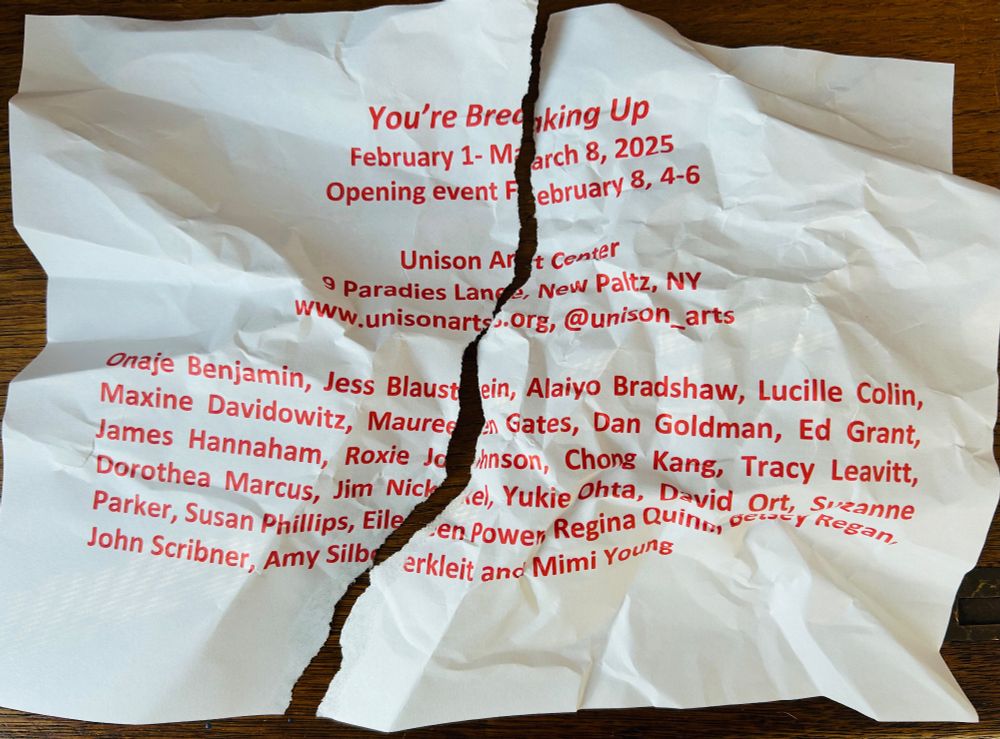 You're Breaking Up
February 1- March 8, 2025
Opening event February 8, 4-6
Unison Art Center
9 Paradies Lane, New Paltz, NY
www.unisonarts.org, @unison_arts
Onaje Benjamin, Jess Blaustein, Alaiyo Bradshaw, Lucille Colin,
Maxine Davidowitz, Maureen Gates, Dan Goldman, Ed Grant,
James Hannaham, Roxie Johnson, Chong Kang, Tracy Leavitt,
Dorothea Marcus, Jim Nickel, Yukie Ohta, David Ort, Suzanne
Parker, Susan Phillips, Eileen Power, Regina Quinn, Betsey Regan,
John Scribner, Amy Silberkleit and Mimi Young